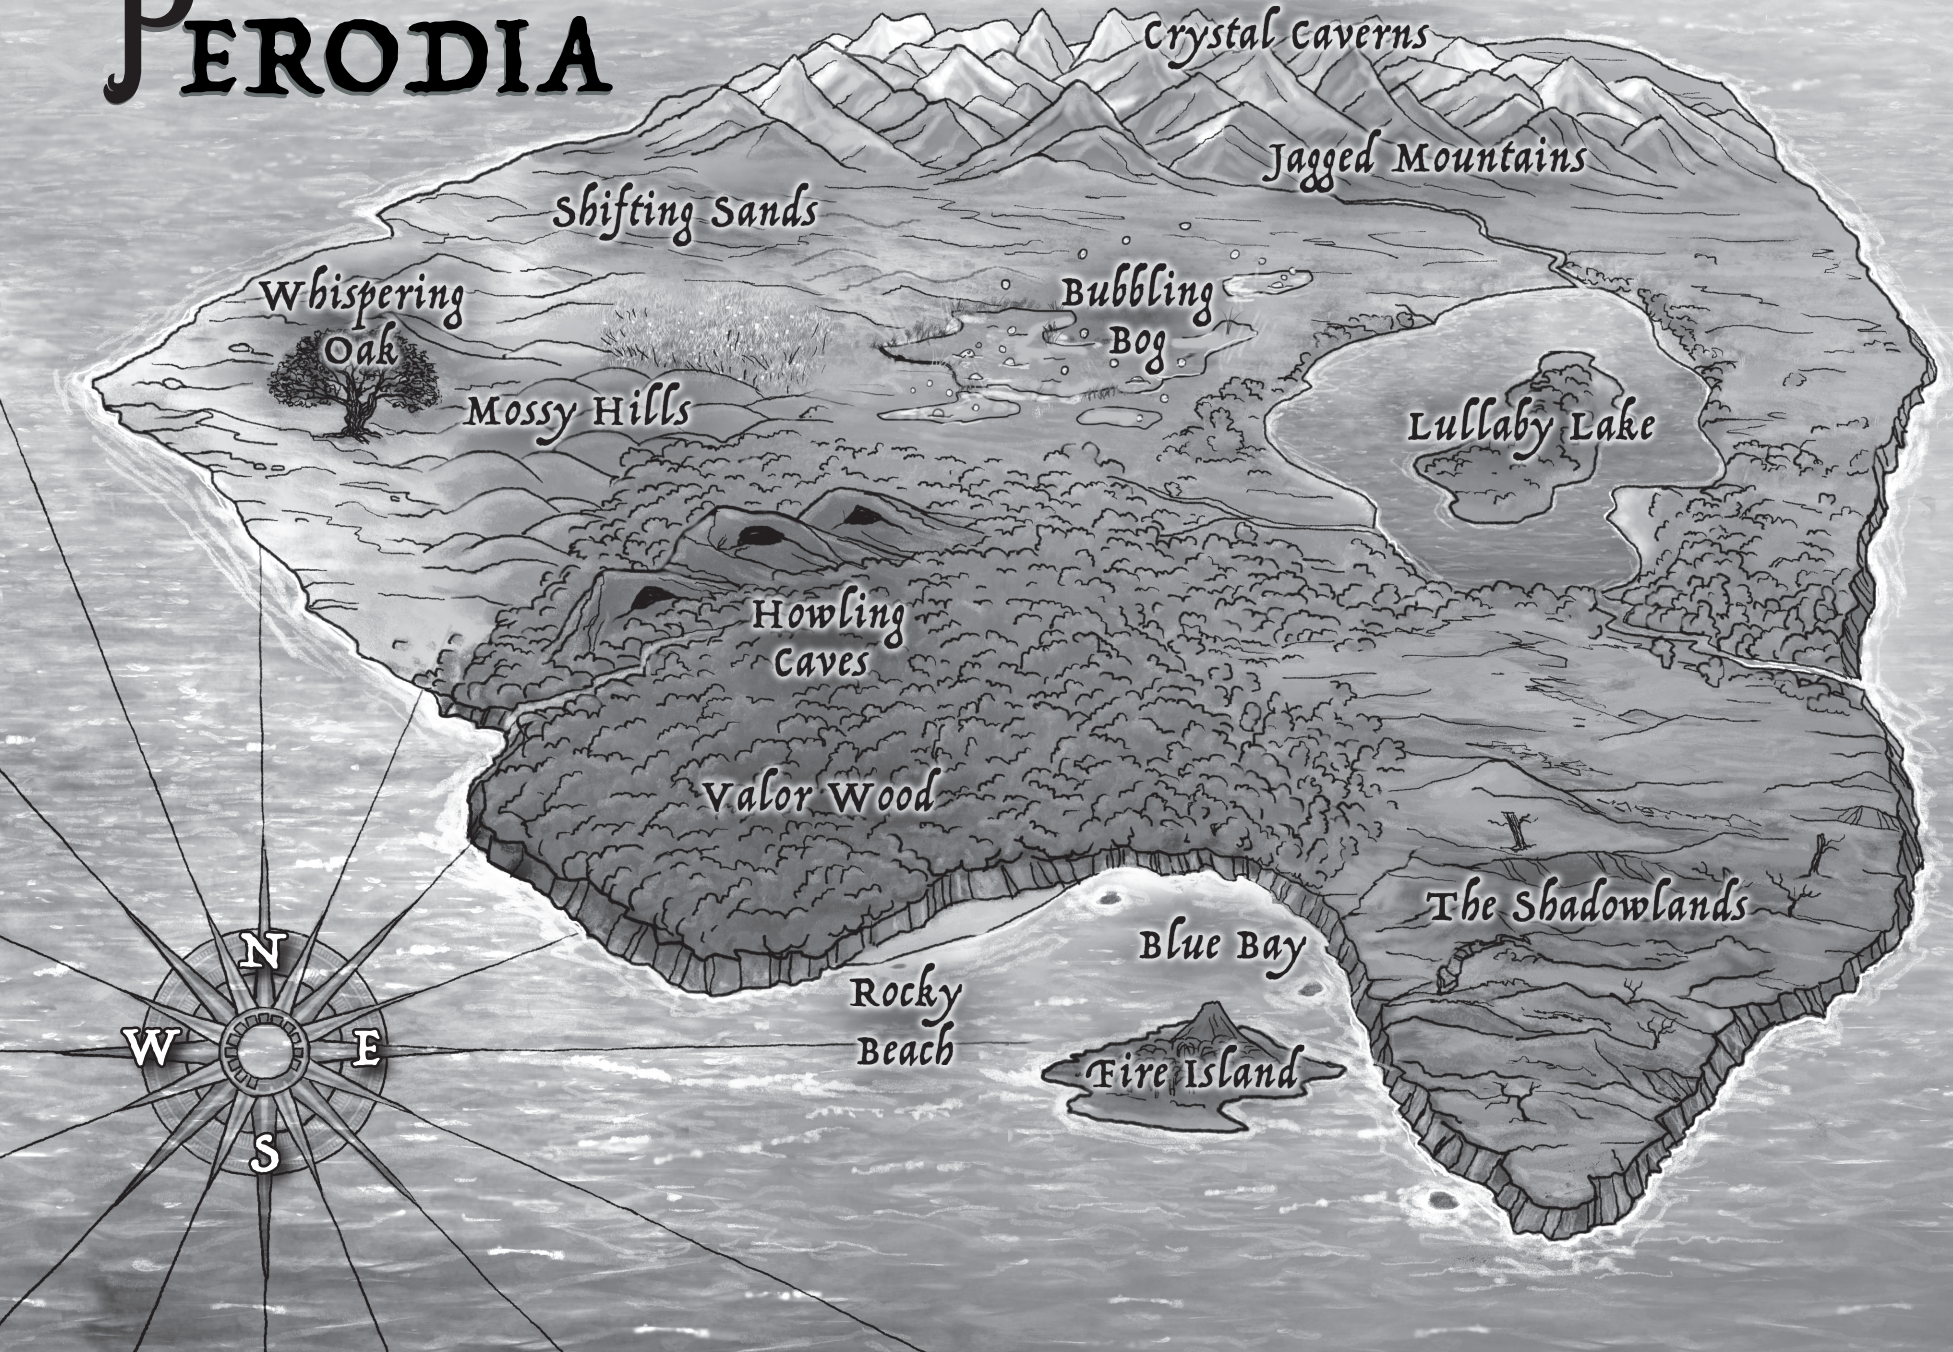 PERODIA
Crystal Caverns
Jagged Mountains
Shifting Sands
Whispering
Oak
Bubbling
Bog
Mossy Hills
Lullaby Lake
Howling
Caves
Valor Wood
The Shadowlands
Blue Bay
Rocky
Beach
Fire Island
N
W
E
S